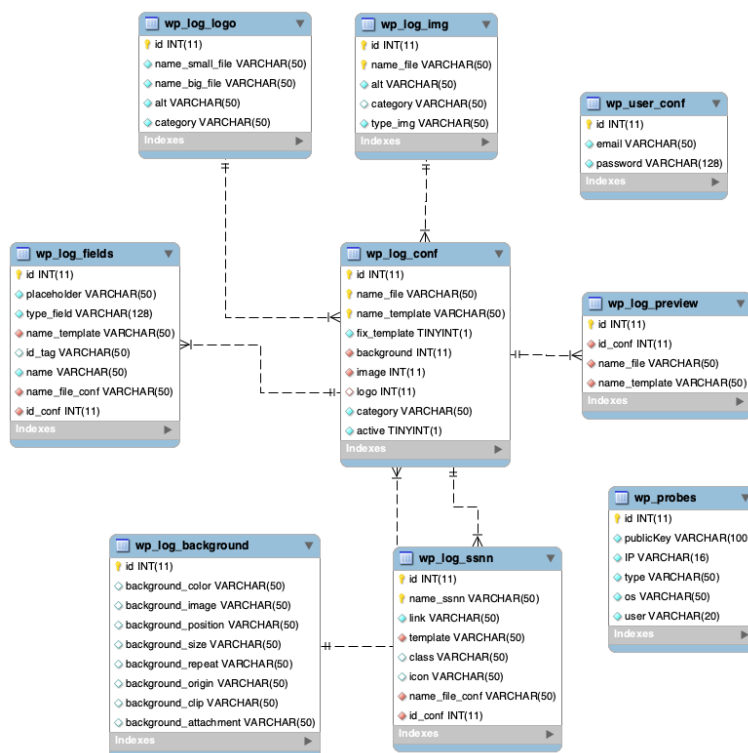 wp_log_logo
id INT(11)
name_small_file VARCHAR(50)
name_big_file VARCHAR(50)
alt VARCHAR(50)
category VARCHAR(50)
Indexes
wp_log_img
id INT(11)
name_file VARCHAR(50)
alt VARCHAR(50)
category VARCHAR(50)
type_img VARCHAR(50)
Indexes
wp_user_conf
id INT(11)
email VARCHAR(50)
password VARCHAR(128)
Indexes
wp_log_fields
id INT(11)
placeholder VARCHAR(50)
type_field VARCHAR(128)
name_template VARCHAR(50)
id_tag VARCHAR(50)
name VARCHAR(50)
name_file_conf VARCHAR(50)
id_conf INT(11)
Indexes
wp_log_conf
id INT(11)
name_file VARCHAR(50)
name_template VARCHAR(50)
fix_template TINYINT(1)
background INT(11)
image INT(11)
logo INT(11)
category VARCHAR(50)
active TINYINT(1)
Indexes
wp_log_preview
id INT(11)
id_conf INT(11)
name_file VARCHAR(50)
name_template VARCHAR(50)
Indexes
wp_log_background
id INT(11)
background_color VARCHAR(50)
background_image VARCHAR(50)
background_position VARCHAR(50)
background_size VARCHAR(50)
background_repeat VARCHAR(50)
background_origin VARCHAR(50)
background_clip VARCHAR(50)
background_attachment VARCHAR(50)
Indexes
wp_log_ssnn
id INT(11)
name_ssnn VARCHAR(50)
link VARCHAR(50)
template VARCHAR(50)
class VARCHAR(50)
icon VARCHAR(50)
name_file_conf VARCHAR(50)
id_conf INT(11)
Indexes
wp_probes
id INT(11)
publicKey VARCHAR(100
IP VARCHAR(16)
type VARCHAR(50)
os VARCHAR(50)
user VARCHAR(20)
Indexes